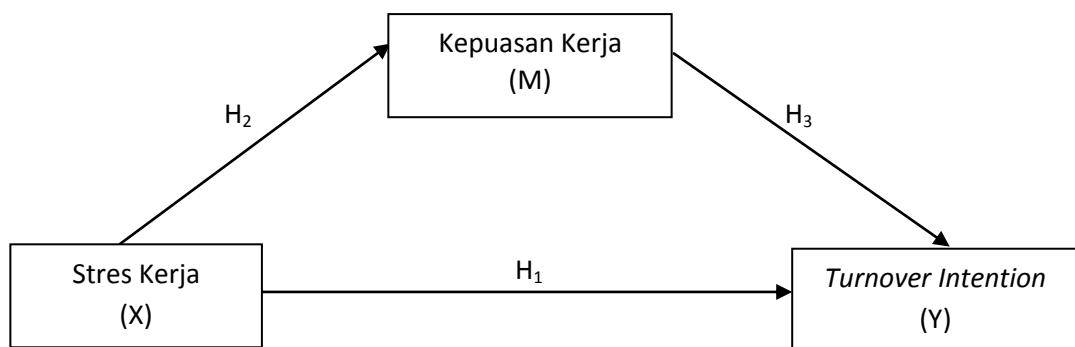 Kepuasan Kerja
(M)
H₂
H₃
Stres Kerja
(X)
H₁
Turnover Intention
(Y)